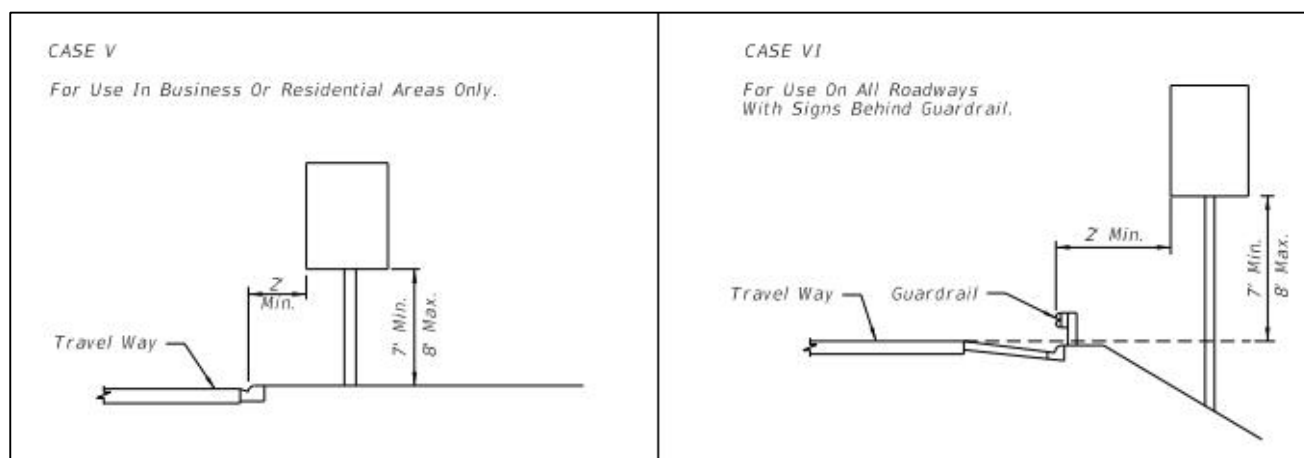 CASE V
For Use In Business Or Residential Areas Only.
2'
Min.
7' Min.
8' Max.
Travel Way
CASE VI
For Use On All Roadways
With Signs Behind Guardrail.
2' Min.
7' Min.
8' Max.
Travel Way
Guardrail